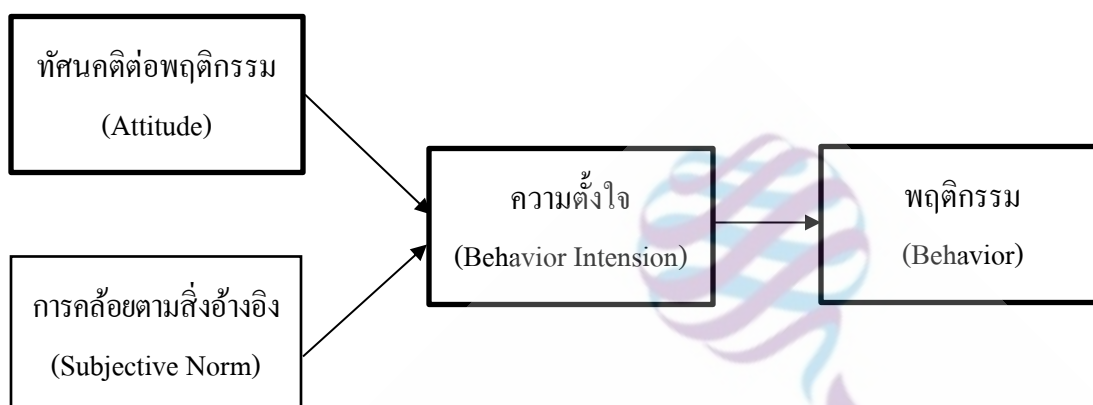 ทัศนคติต่อพฤติกรรม
(Attitude)
การคล้อยตามสิ่งอ้างอิง
(Subjective Norm)
ความตั้งใจ
(Behavior Intension)
พฤติกรรม
(Behavior)